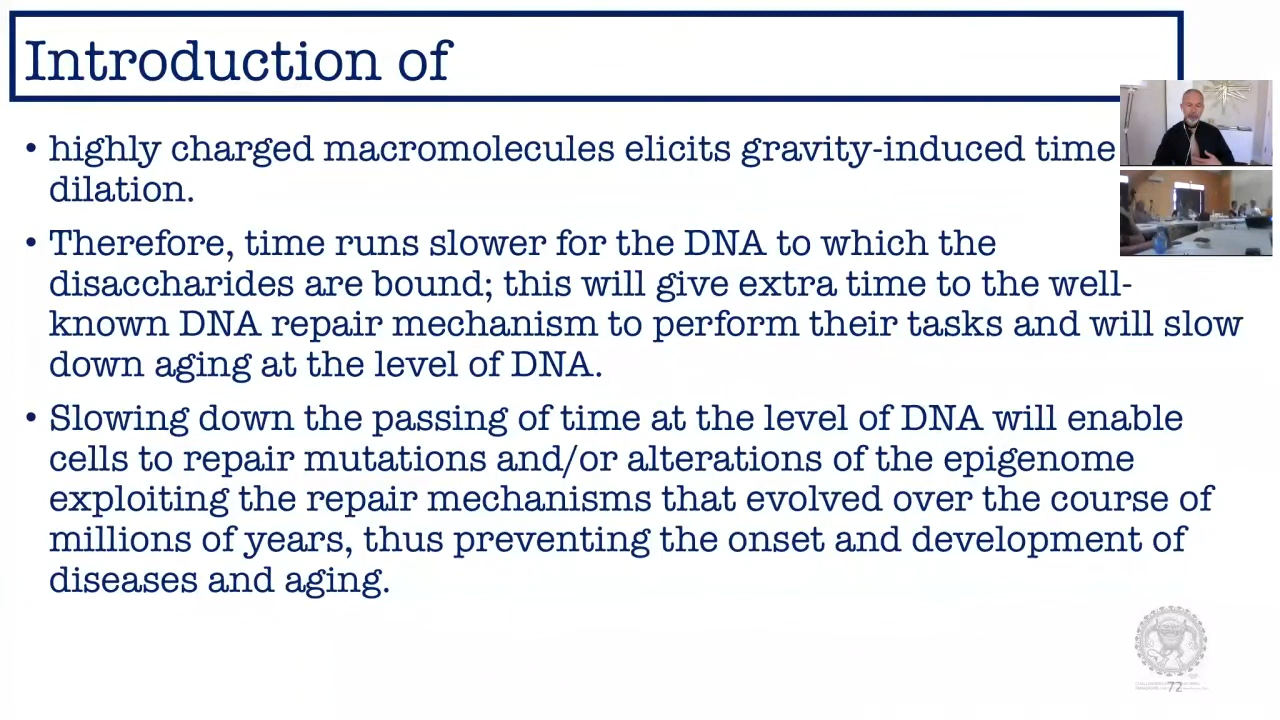 Introduction of
• highly charged macromolecules elicits gravity-induced time
dilation.
• Therefore, time runs slower for the DNA to which the
disaccharides are bound; this will give extra time to the well-
known DNA repair mechanism to perform their tasks and will slow
down aging at the level of DNA.
• Slowing down the passing of time at the level of DNA will enable
cells to repair mutations and/or alterations of the epigenome
exploiting the repair mechanisms that evolved over the course of
millions of years, thus preventing the onset and development of
diseases and aging.
72